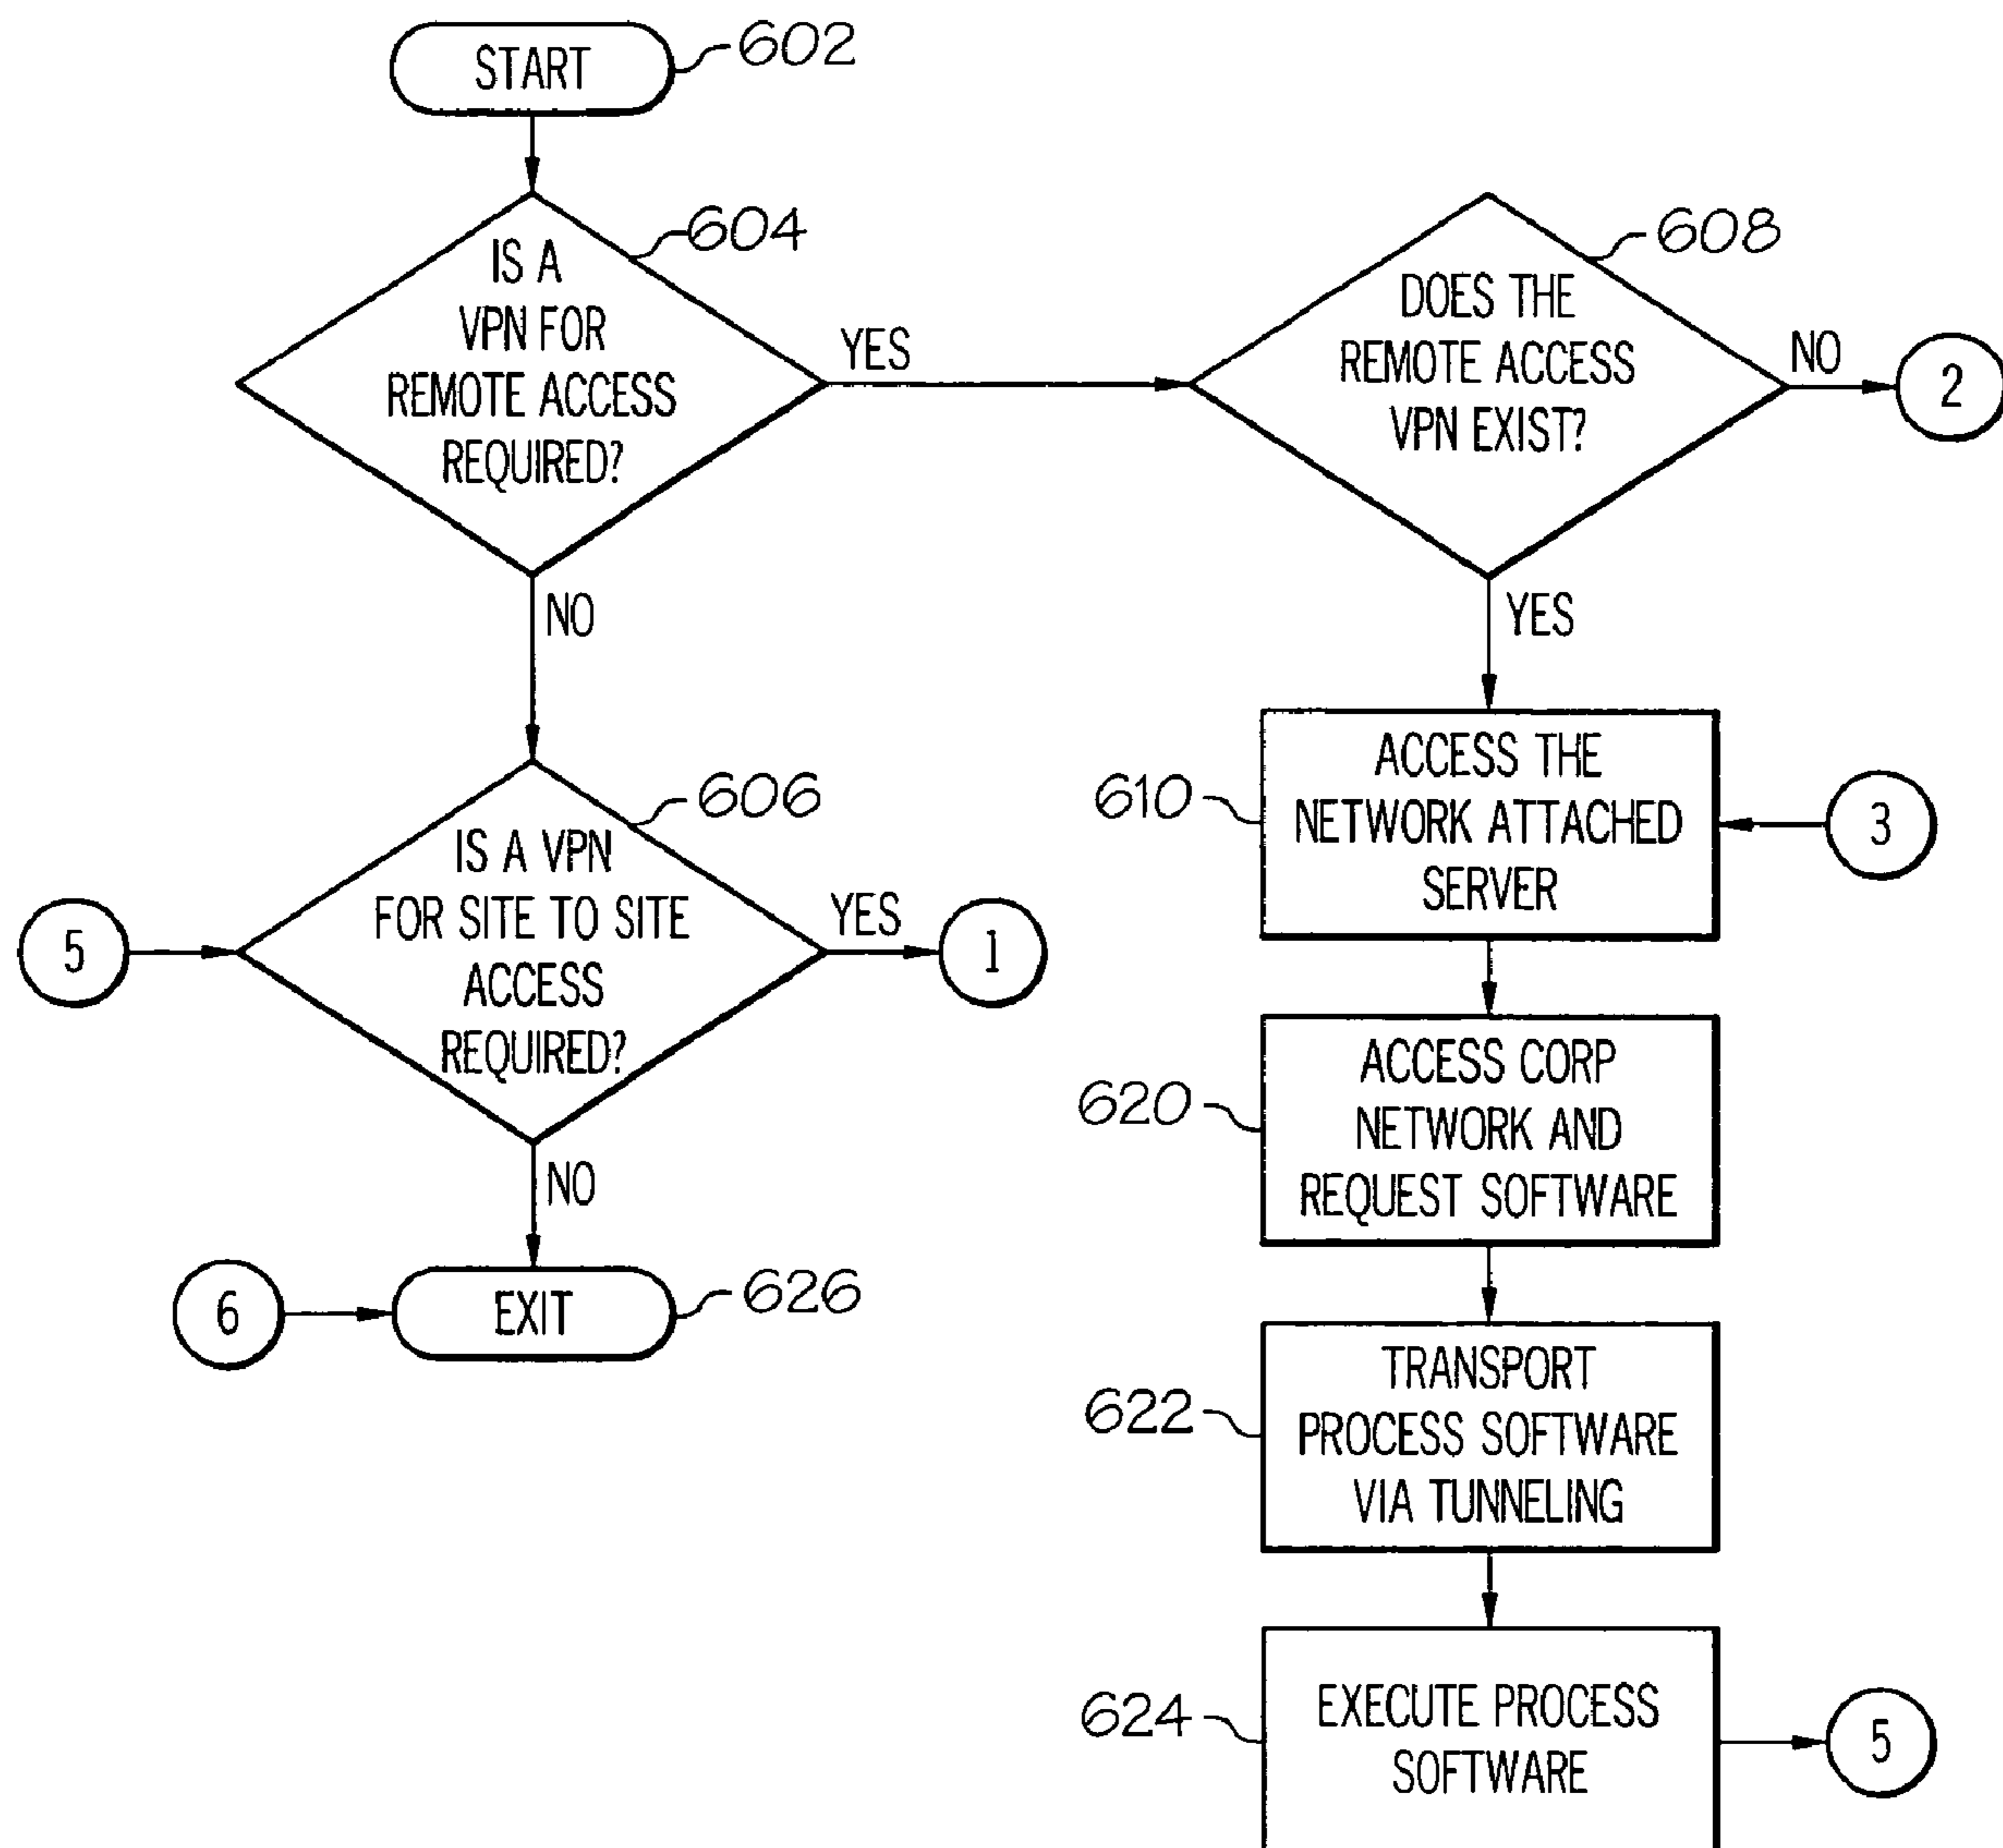 START
602
IS A
VPN FOR
REMOTE ACCESS
REQUIRED?
604
YES
NO
DOES THE
REMOTE ACCESS
VPN EXIST?
608
NO
2
YES
IS A VPN
FOR SITE TO SITE
ACCESS
REQUIRED?
606
5
YES
1
NO
6
EXIT
626
610
ACCESS THE
NETWORK ATTACHED
SERVER
3
620
ACCESS CORP
NETWORK AND
REQUEST SOFTWARE
622
TRANSPORT
PROCESS SOFTWARE
VIA TUNNELING
624
EXECUTE PROCESS
SOFTWARE
5